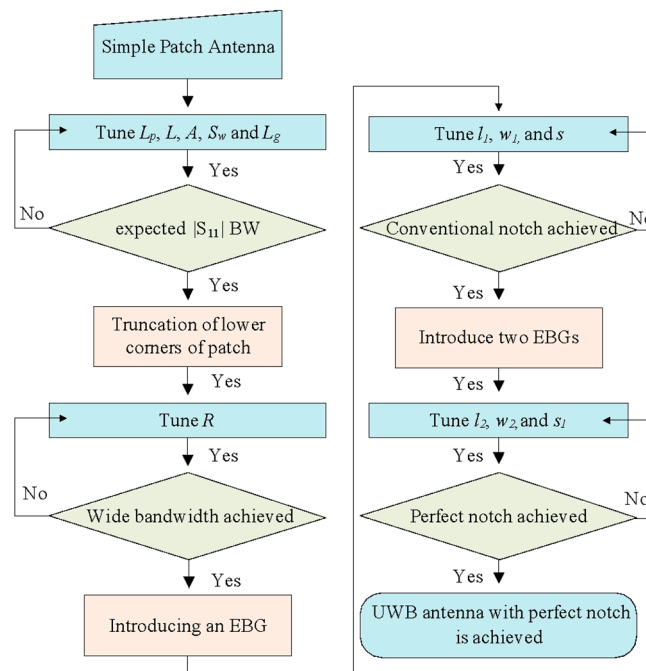 Simple Patch Antenna
Tune Lp, L, A, Sw and Lg
Yes
No
expected |S11| BW
Yes
Truncation of lower
corners of patch
Yes
Tune R
Yes
No
Wide bandwidth achieved
Yes
Introducing an EBG
Tune l1, w1, and s
Yes
Conventional notch achieved
No
Yes
Introduce two EBGs
Yes
Tune l2, w2, and s1
Yes
Perfect notch achieved
No
Yes
UWB antenna with perfect notch
is achieved